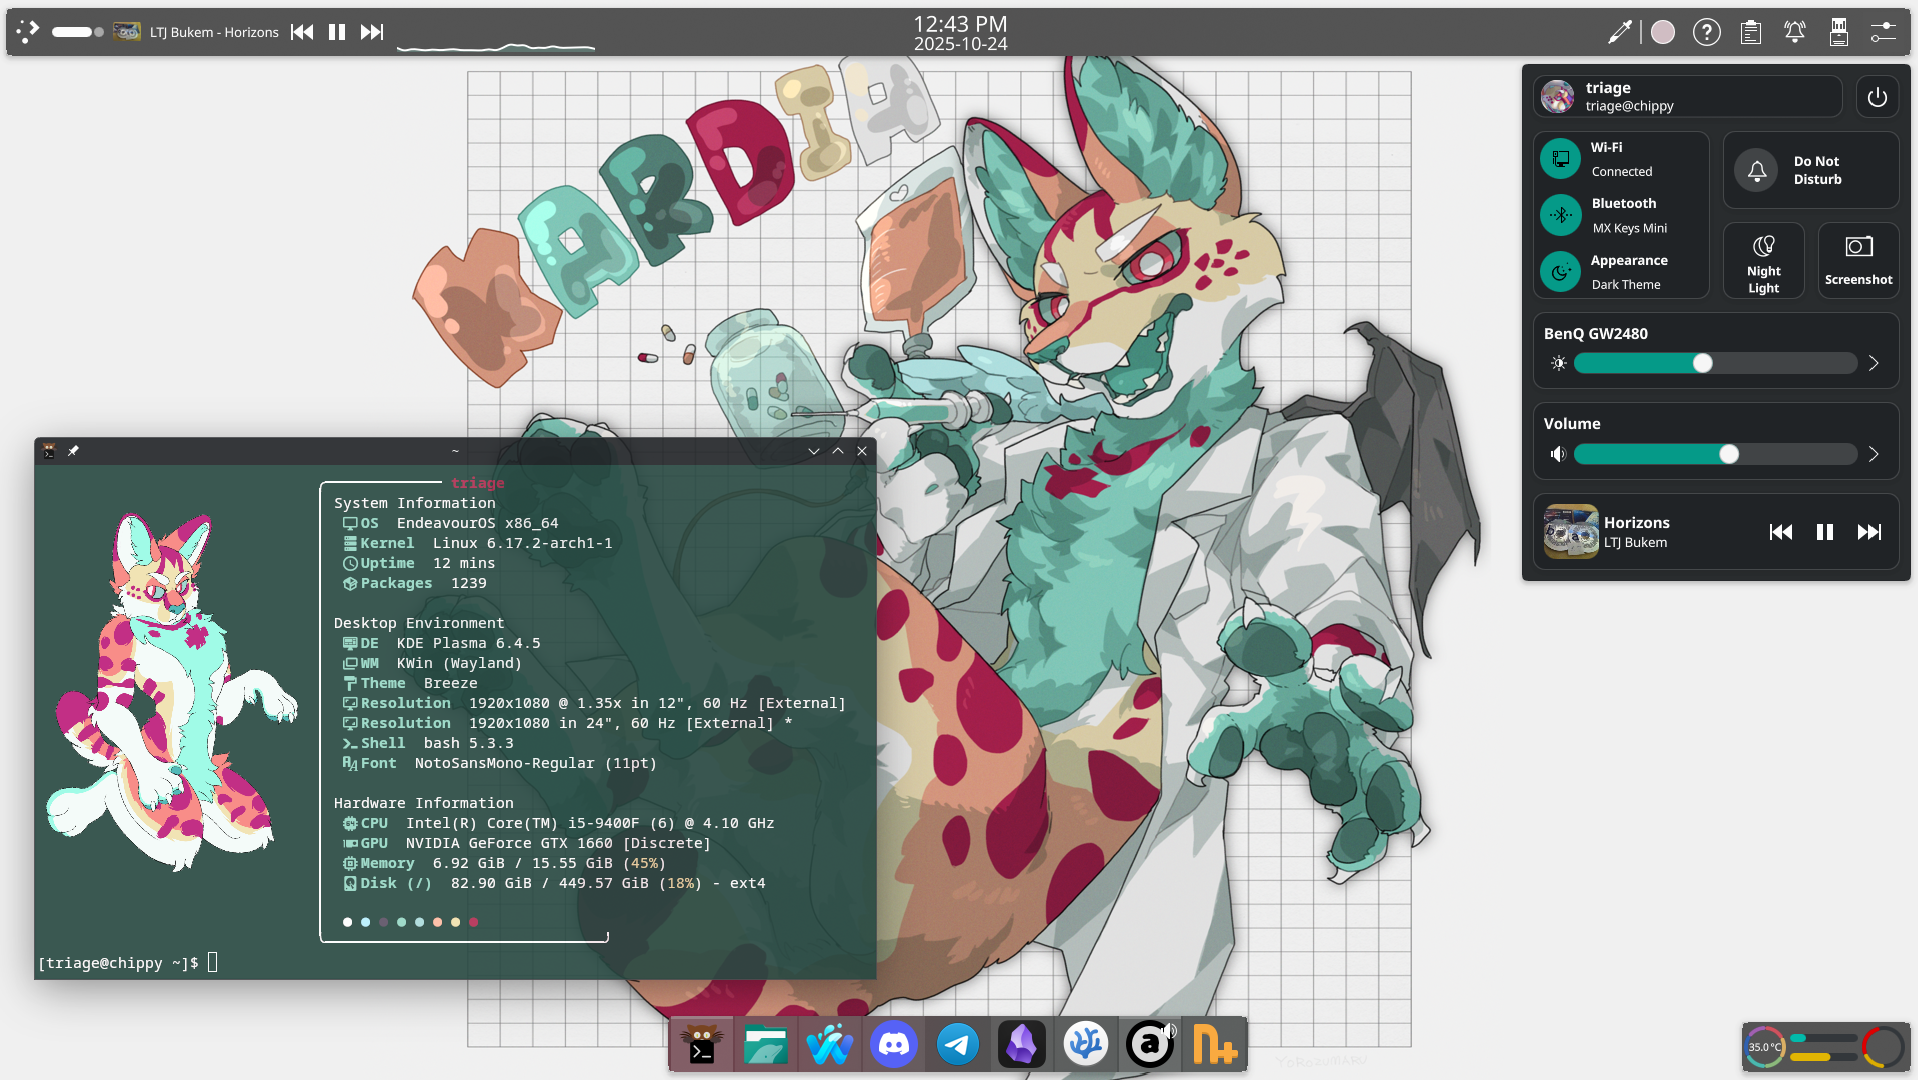 LTJ Bukem - Horizons
12:43 PM
2025-10-24
WARDIA
triage
triage@chippy
Wi-Fi
Connected
Do Not
Disturb
Bluetooth
MX Keys Mini
Appearance
Dark Theme
Night
Light
Screenshot
BenQ GW2480
Volume
Horizons
LTJ Bukem
~
triage
System Information
OS EndeavourOS x86_64
Kernel Linux 6.17.2-arch1-1
Uptime 12 mins
Packages 1239
Desktop Environment
DE KDE Plasma 6.4.5
WM KWin (Wayland)
Theme Breeze
Resolution 1920x1080 @ 1.35x in 12", 60 Hz [External]
Resolution 1920x1080 in 24", 60 Hz [External] *
Shell bash 5.3.3
Font NotoSansMono-Regular (11pt)
Hardware Information
CPU Intel(R) Core(TM) i5-9400F (6) @ 4.10 GHz
GPU NVIDIA GeForce GTX 1660 [Discrete]
Memory 6.92 GiB / 15.55 GiB (45%)
Disk (/) 82.90 GiB / 449.57 GiB (18%) - ext4
[triage@chippy ~]$
YOROZUMARU
35.0°C